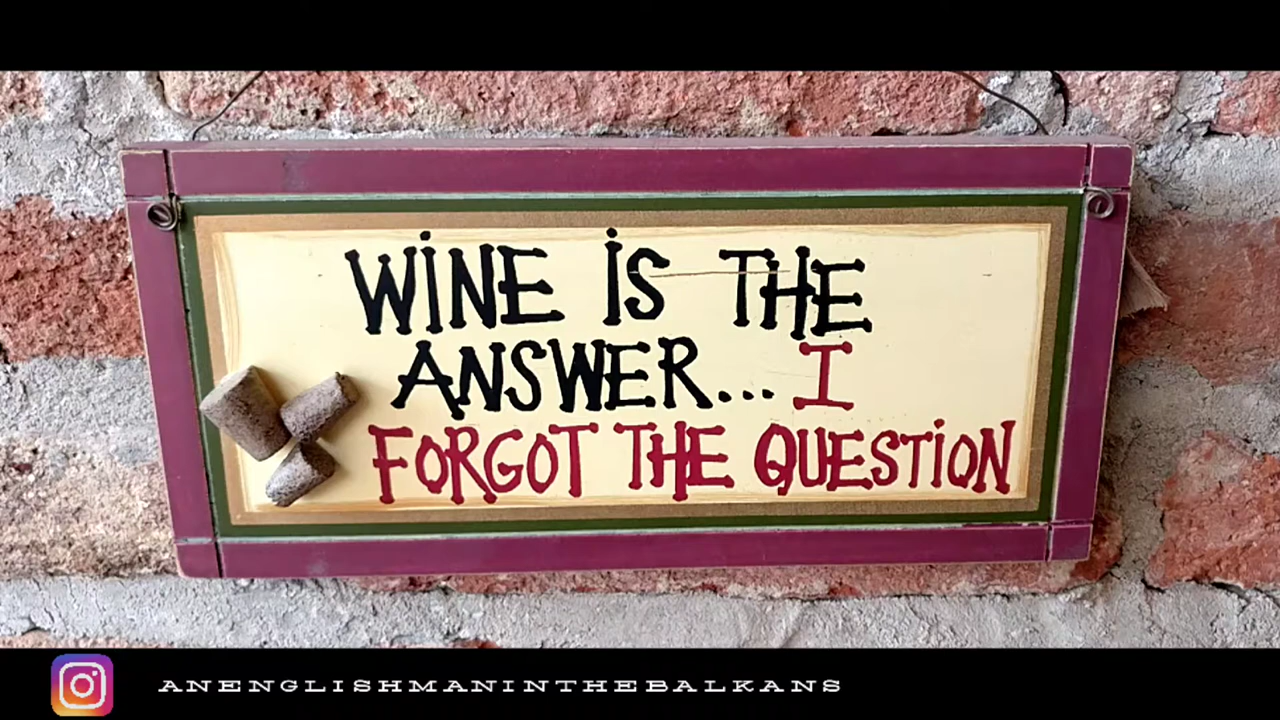 WINE IS THE
ANSWER... I
FORGOT THE QUESTION
ANENGLISHMANINTHEBALKANS